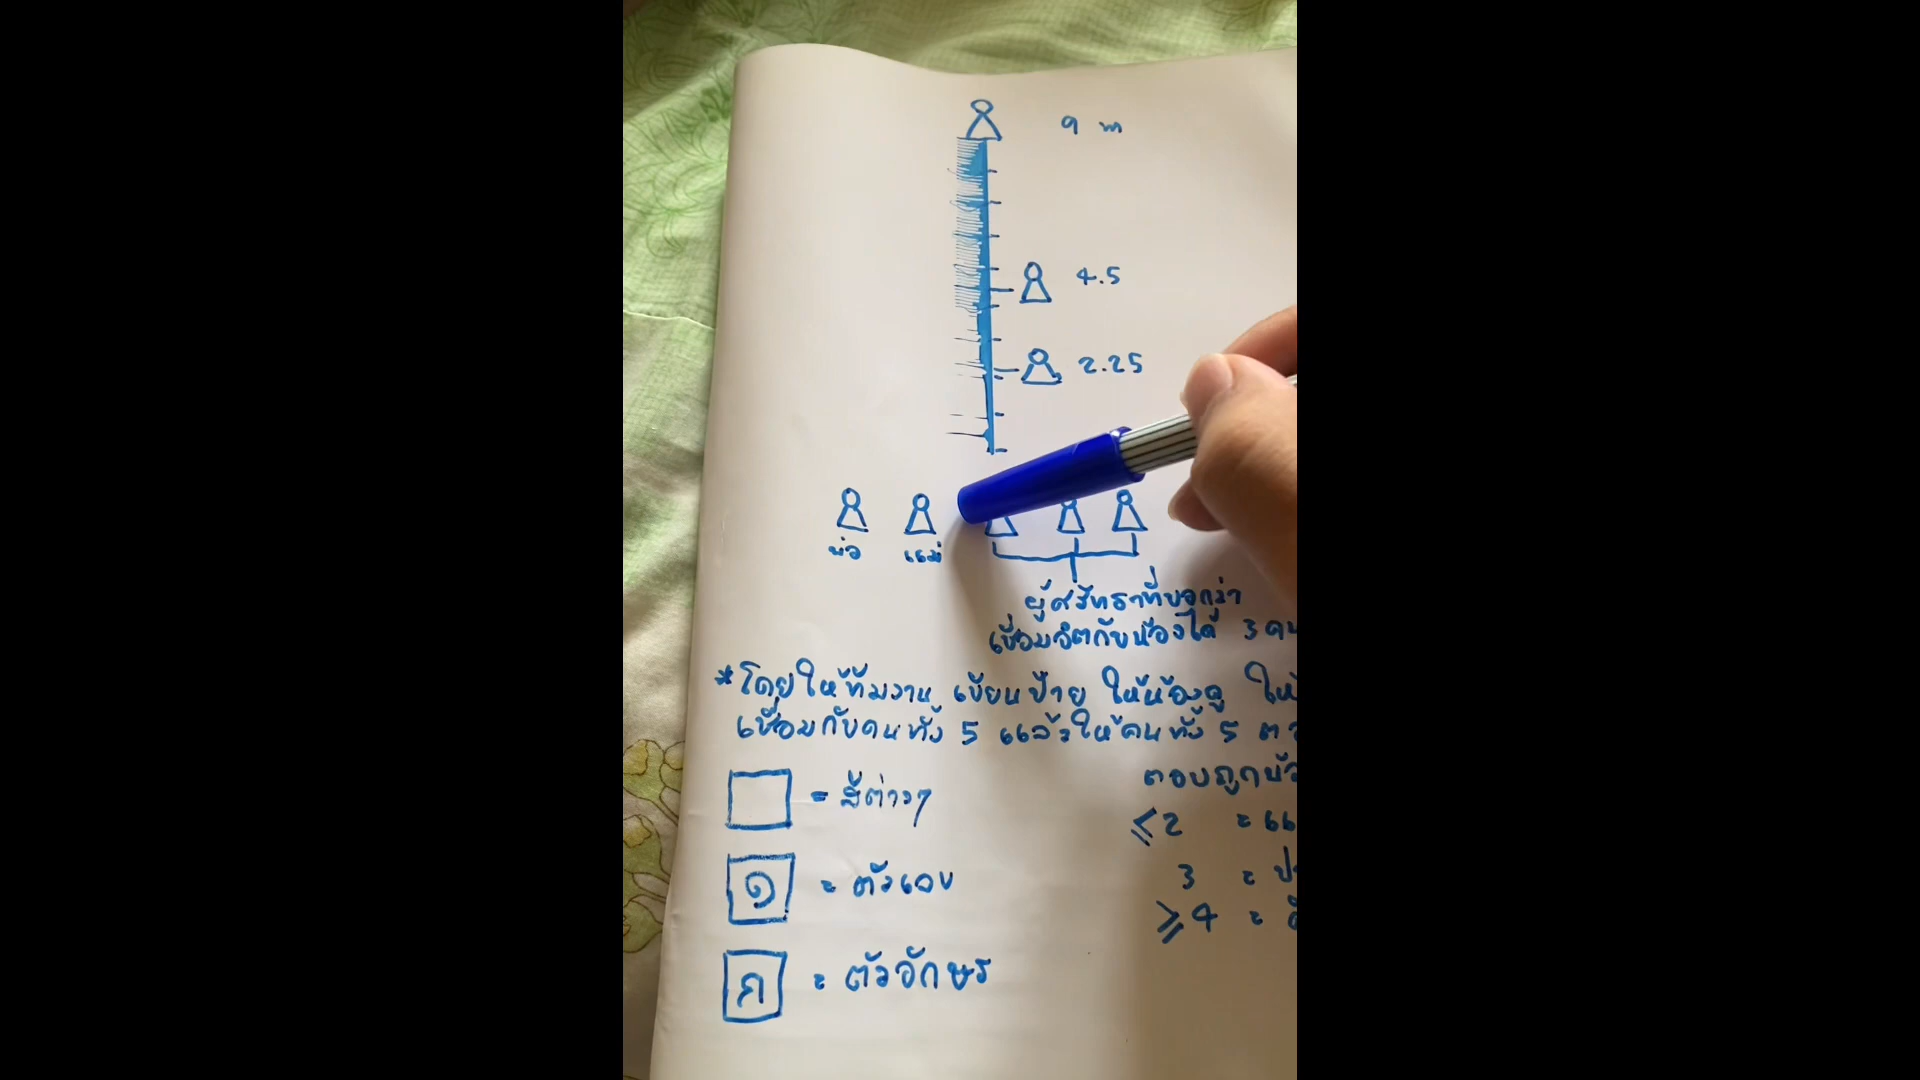 9 m
4.5
2.25
พ่อ แม่
ผู้ศรัทธาที่บอกว่า
เชื่อมจิตกับน้องได้ 3 คน
*โดยให้ทีมงาน เขียนป้าย ให้น้องดู ให้
เชื่อมกับคนทั้ง 5 แล้วให้คนทั้ง 5 ต
= สีต่างๆ
ตอบถูก
≤2 = แ
๑ = ตัวเลข
3 = ป
≥4 =
ก = ตัวอักษร